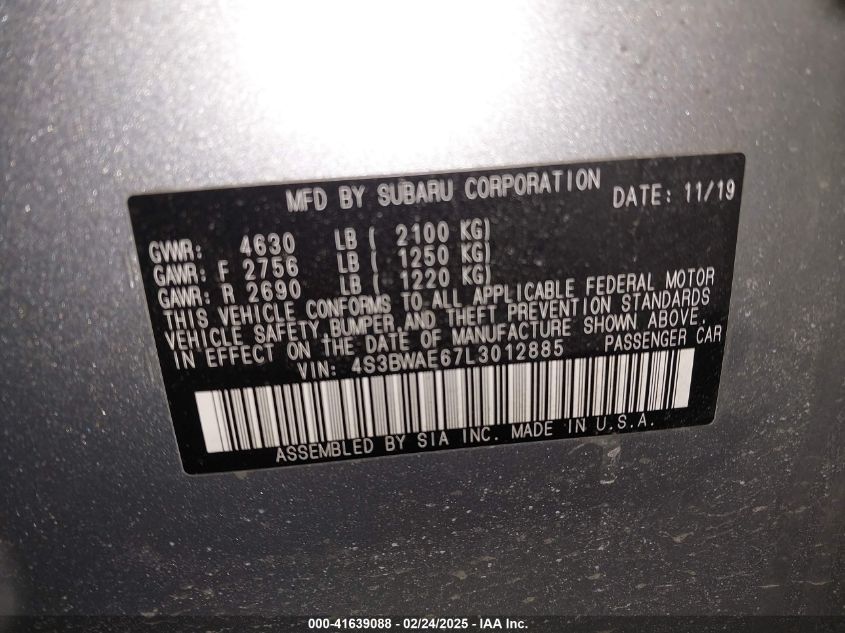 MFD BY SUBARU CORPORATION DATE: 11/19
GVWR: 4630 LB ( 2100 KG)
GAWR: F 2756 LB ( 1250 KG)
GAWR: R 2690 LB ( 1220 KG)
THIS VEHICLE CONFORMS TO ALL APPLICABLE FEDERAL MOTOR
VEHICLE SAFETY, BUMPER, AND THEFT PREVENTION STANDARDS
IN EFFECT ON THE DATE OF MANUFACTURE SHOWN ABOVE.
VIN: 4S3BWAE67L3012885 PASSENGER CAR
ASSEMBLED BY SIA INC. MADE IN U.S.A.
000-41639088 - 02/24/2025 - IAA Inc.